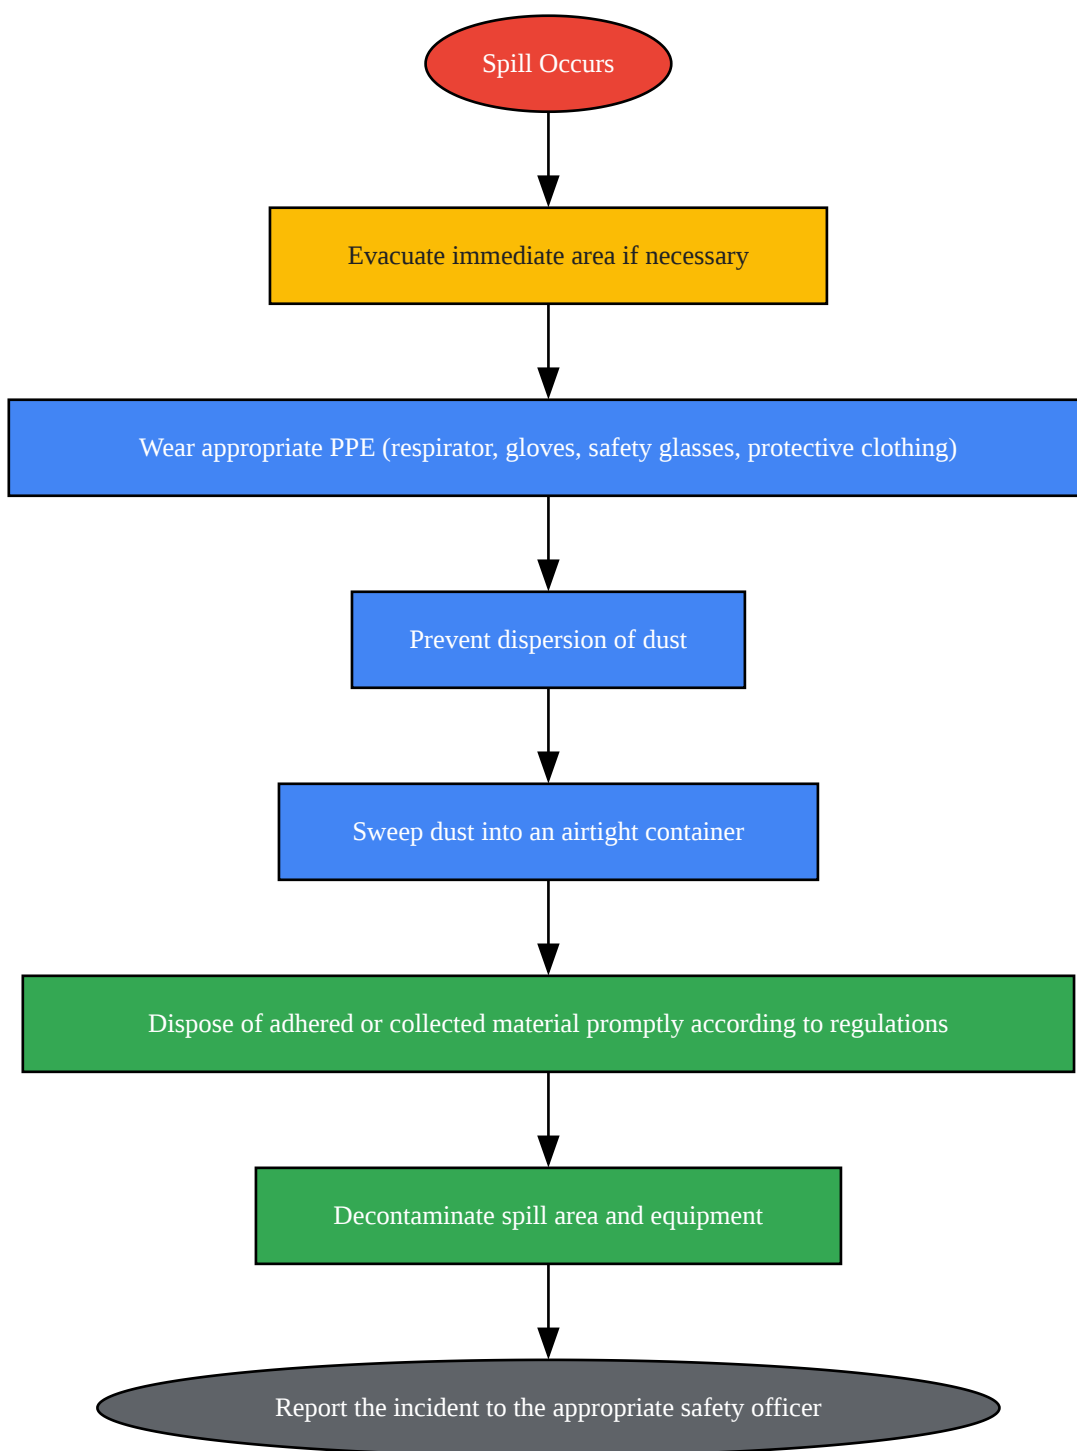 Spill Occurs
Evacuate immediate area if necessary
Wear appropriate PPE (respirator, gloves, safety glasses, protective clothing)
Prevent dispersion of dust
Sweep dust into an airtight container
Dispose of adhered or collected material promptly according to regulations
Decontaminate spill area and equipment
Report the incident to the appropriate safety officer